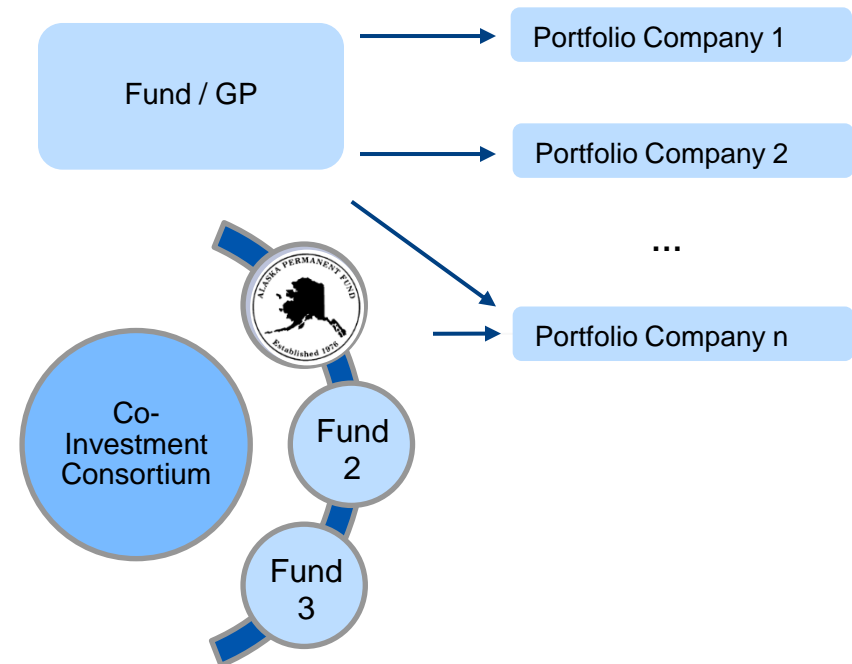 Fund / GP
Portfolio Company 1
Portfolio Company 2
...
Portfolio Company n
ALASKA PERMANENT FUND
Established 1976
Co-
Investment
Consortium
Fund
2
Fund
3